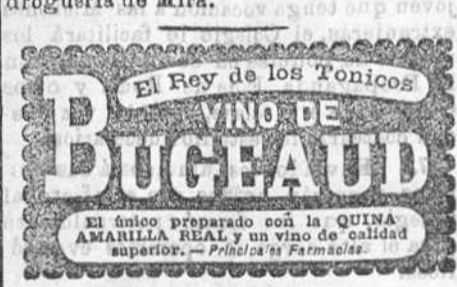 droguería de Mira.
El Rey de los Tonicos
VINO DE
BUGEAUD
El único preparado con la QUINA
AMARILLA REAL y un vino de calidad
superior. — Principales Farmacias.